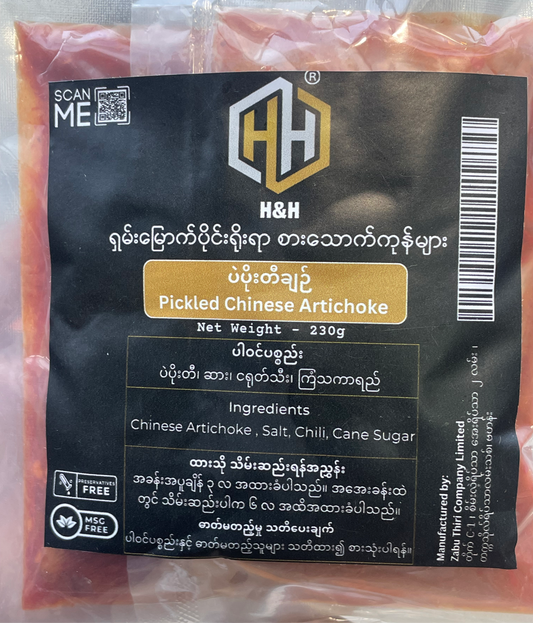 SCAN
ME
®
HH
H&H
ရှမ်းမြောက်ပိုင်းရိုးရာ စားသောက်ကုန်များ
ပဲပိုးတီချဉ်
Pickled Chinese Artichoke
Net Weight - 230g
ပါဝင်ပစ္စည်း
ပဲပိုးတီ၊ ဆား၊ ငရုတ်သီး၊ ကြံသကာရည်
Ingredients
Chinese Artichoke , Salt, Chili, Cane Sugar
ထားသို သိမ်းဆည်းရန်အညွှန်း
အခန်းအပူချိန် ၃ လ အထားခံပါသည်။ အအေးခန်းထဲ
တွင် သိမ်းဆည်းပါက ၆ လ အထိအထားခံပါသည်။
ဓာတ်မတည့်မှု သတိပေးချက်
ပါဝင်ပစ္စည်းနှင့် ဓာတ်မတည့်သူများ သတိထား၍ စားသုံးပါရန်။
PRESERVATIVES
FREE
MSG
FREE
Manufactured by:
Zabu Thiri Company Limited